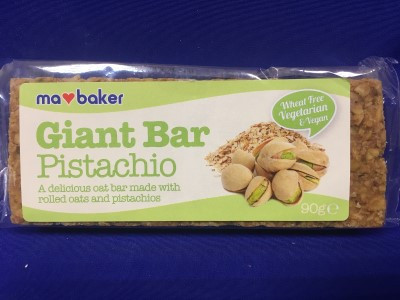 ma♥baker
Giant Bar
Pistachio
A delicious oat bar made with
rolled oats and pistachios
Wheat Free
Vegetarian
& Vegan
90g℮